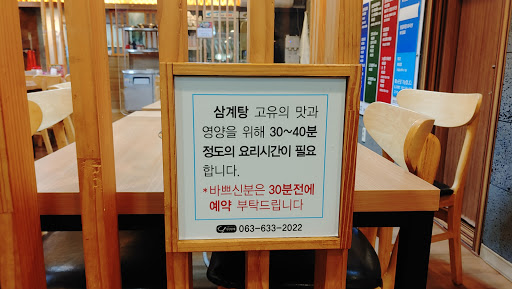 삼계탕 고유의 맛과
영양을 위해 30~40분
정도의 요리시간이 필요
합니다.
*바쁘신분은 30분전에
예약 부탁드립니다
063-633-2022